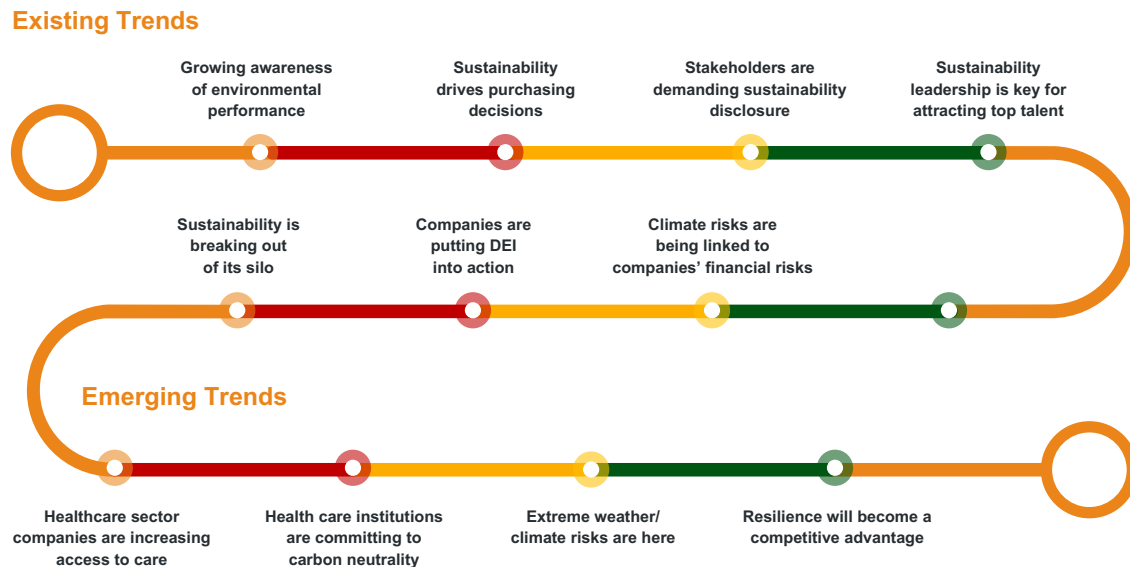 Existing Trends
Growing awareness
of environmental
performance
Sustainability
drives purchasing
decisions
Stakeholders are
demanding sustainability
disclosure
Sustainability
leadership is key for
attracting top talent
Sustainability is
breaking out
of its silo
Companies are
putting DEI
into action
Climate risks are
being linked to
companies’ financial risks
Emerging Trends
Healthcare sector
companies are increasing
access to care
Health care institutions
are committing to
carbon neutrality
Extreme weather/
climate risks are here
Resilience will become a
competitive advantage